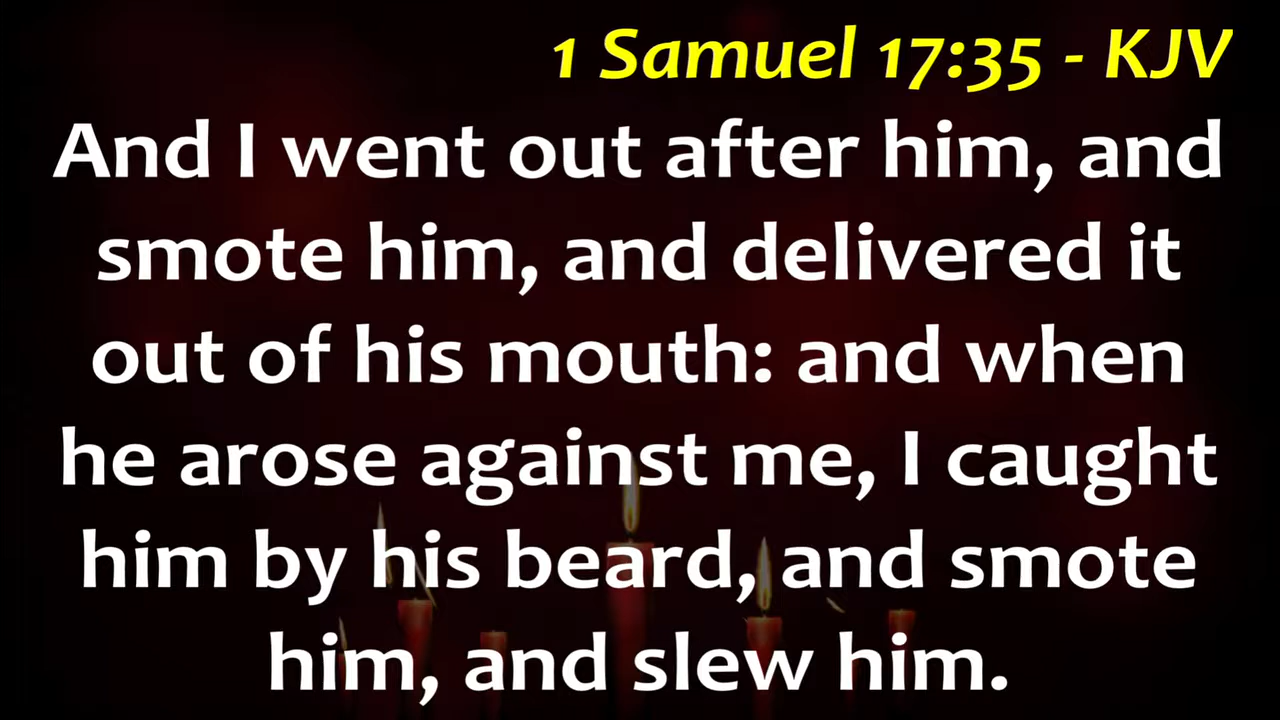 1 Samuel 17:35 - KJV
And I went out after him, and
smote him, and delivered it
out of his mouth: and when
he arose against me, I caught
him by his beard, and smote
him, and slew him.